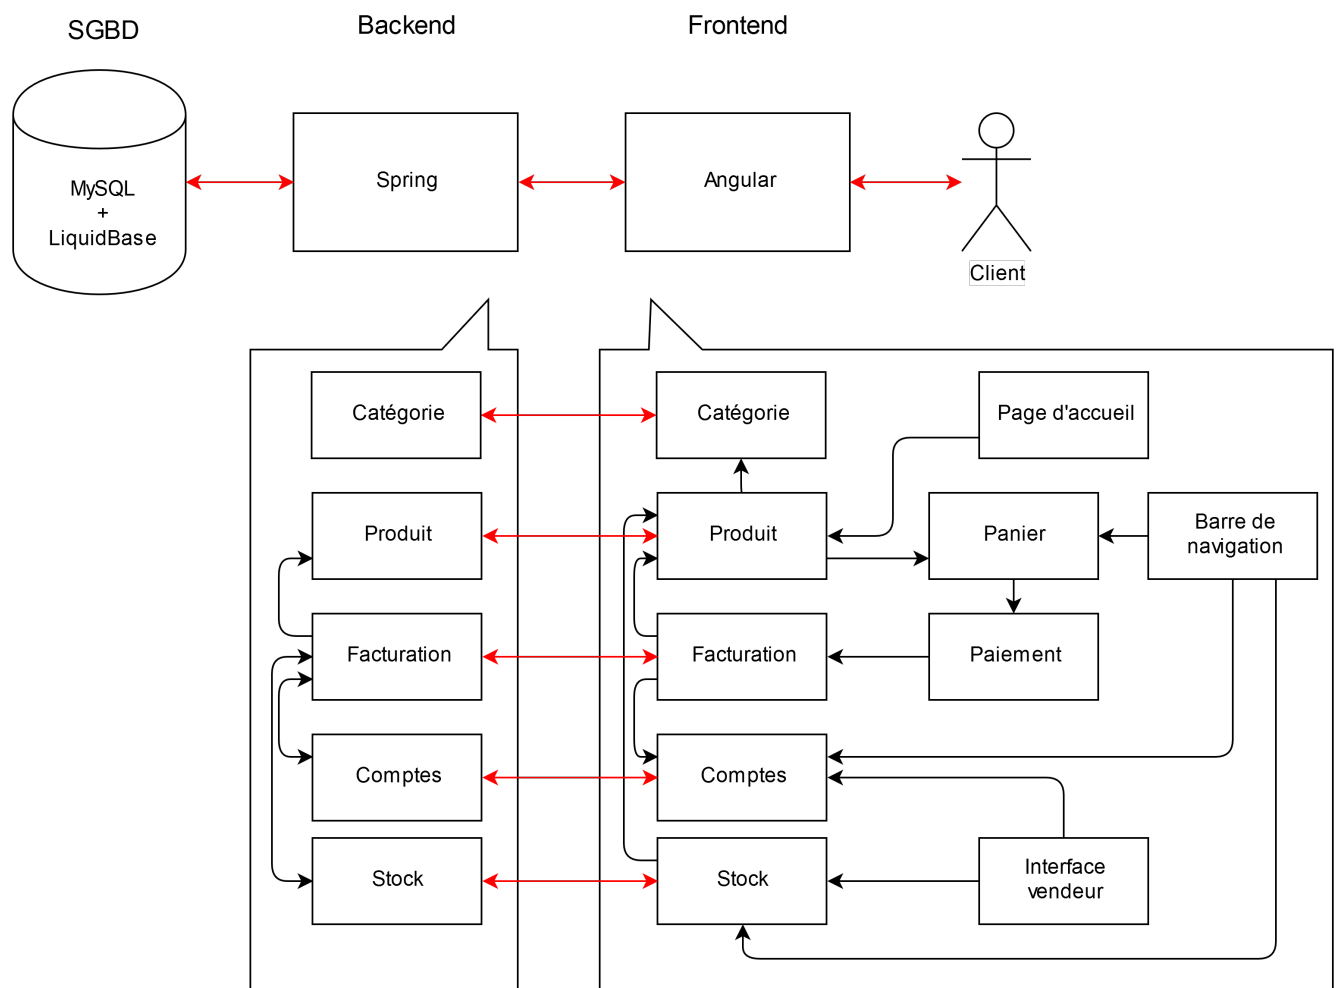 SGBD
Backend
Frontend
MySQL
+
LiquidBase
Spring
Angular
Client
Catégorie
Catégorie
Page d'accueil
Produit
Produit
Panier
Barre de
navigation
Facturation
Facturation
Paiement
Comptes
Comptes
Stock
Stock
Interface
vendeur